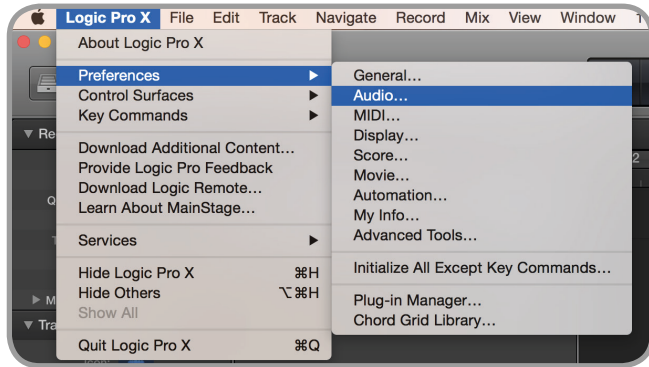 Logic Pro X File Edit Track Navigate Record Mix View Window
About Logic Pro X
Preferences
Control Surfaces
Key Commands
Download Additional Content...
Provide Logic Pro Feedback
Download Logic Remote...
Learn About MainStage...
Services
Hide Logic Pro X ⌘H
Hide Others ⌥⌘H
Show All
Quit Logic Pro X ⌘Q
General...
Audio...
MIDI...
Display...
Score...
Movie...
Automation...
My Info...
Advanced Tools...
Initialize All Except Key Commands...
Plug-in Manager...
Chord Grid Library...
Re
Q
M
Tra
2